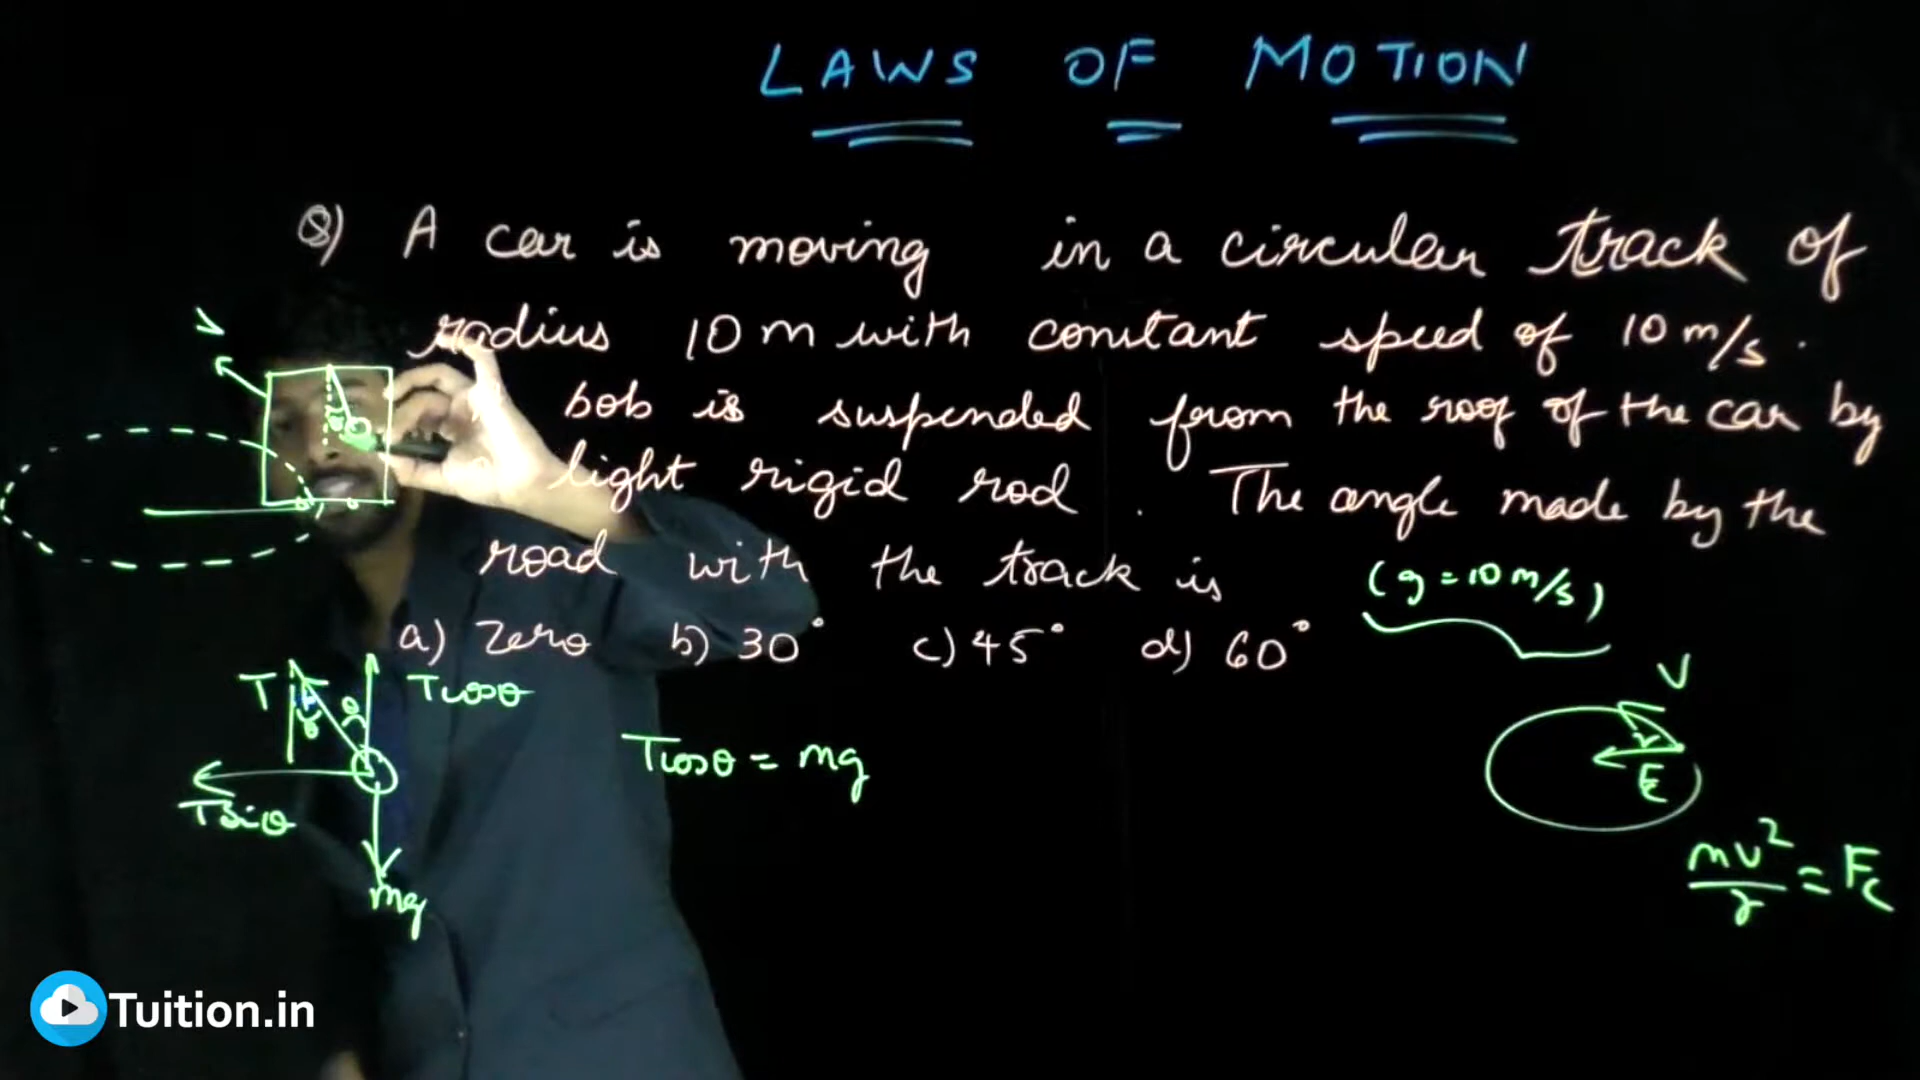 LAWS OF MOTION
Q) A car is moving in a circular track of
radius 10 m with constant speed of 10 m/s.
bob is suspended from the roof of the car by
light rigid rod. The angle made by the
road with the track is
(g = 10 m/s)
a) Zero b) 30° c) 45° d) 60°
T θ θ Tcosθ
Tcosθ = mg
Tsinθ
mg
V
r
Fc
mv²/r = Fc
Tuition.in